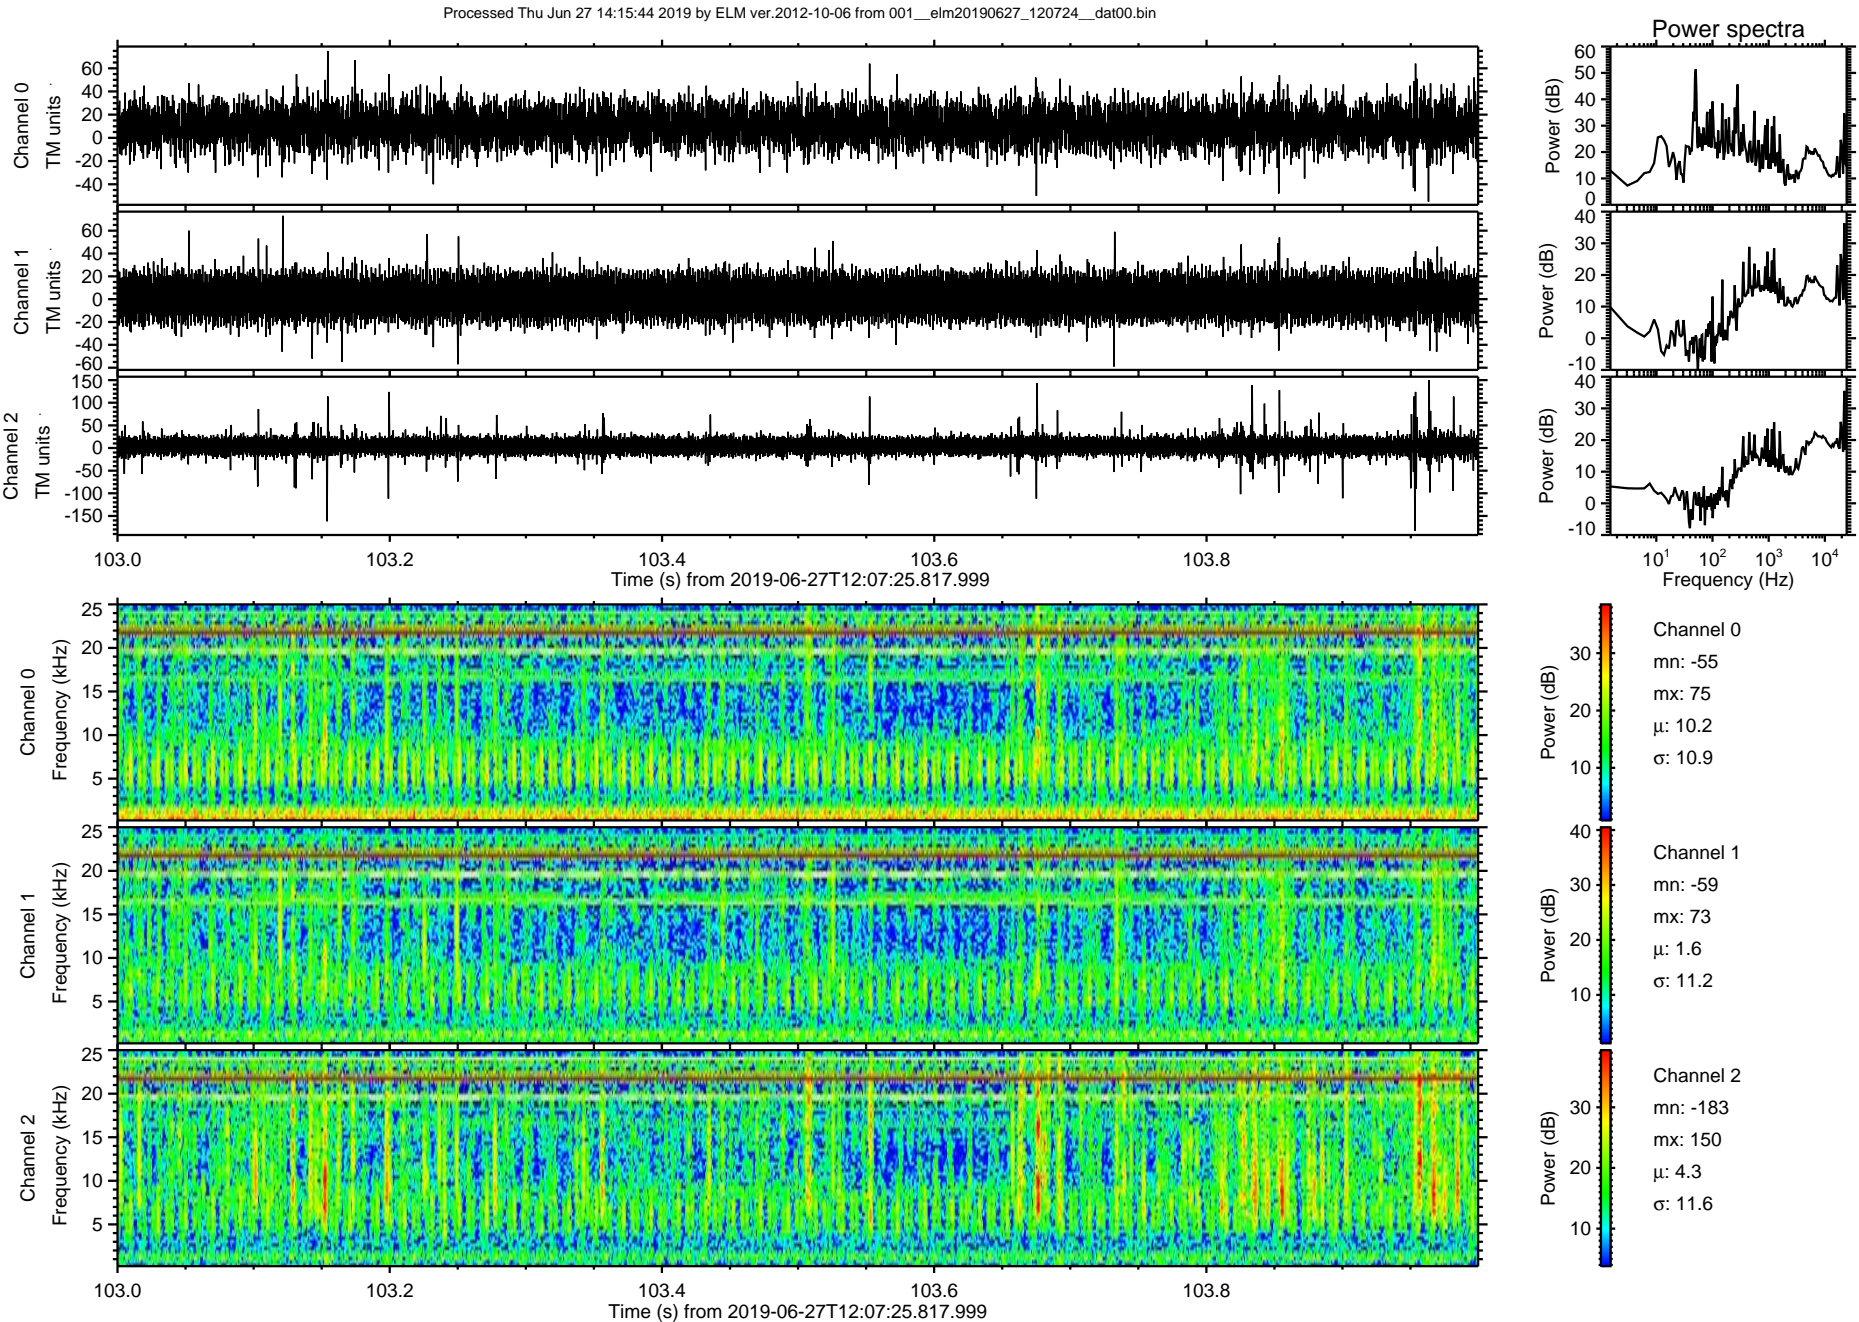 Processed Thu Jun 27 14:15:44 2019 by ELM ver.2012-10-06 from 001__elm20190627_120724__dat00.bin
Power spectra
Channel 0
TM units
60
40
20
0
-20
-40
Power (dB)
60
50
40
30
20
10
0
Channel 1
TM units
60
40
20
0
-20
-40
-60
Power (dB)
40
30
20
10
0
-10
Channel 2
TM units
150
100
50
0
-50
-100
-150
Power (dB)
40
30
20
10
0
-10
103.0 103.2 103.4 103.6 103.8
Time (s) from 2019-06-27T12:07:25.817.999
10^1 10^2 10^3 10^4
Frequency (Hz)
Channel 0
Frequency (kHz)
25
20
15
10
5
Power (dB)
30
20
10
Channel 0
mn: -55
mx: 75
µ: 10.2
σ: 10.9
Channel 1
Frequency (kHz)
25
20
15
10
5
Power (dB)
40
30
20
10
Channel 1
mn: -59
mx: 73
µ: 1.6
σ: 11.2
Channel 2
Frequency (kHz)
25
20
15
10
5
Power (dB)
30
20
10
Channel 2
mn: -183
mx: 150
µ: 4.3
σ: 11.6
103.0 103.2 103.4 103.6 103.8
Time (s) from 2019-06-27T12:07:25.817.999